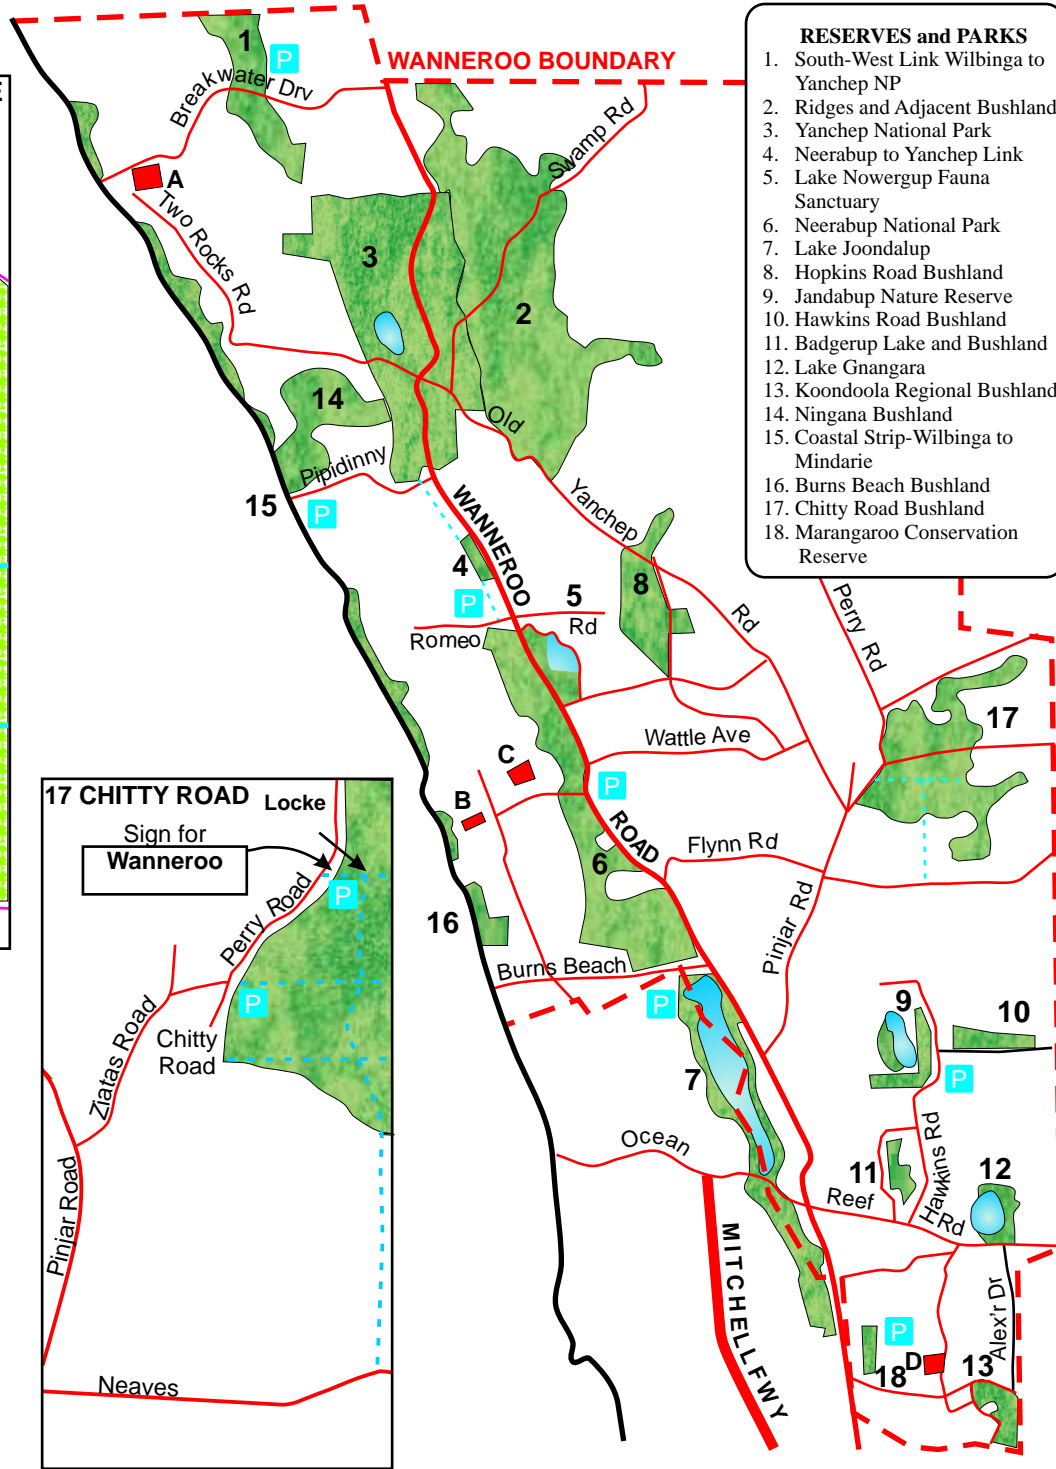 WANNEROO BOUNDARY
RESERVES and PARKS
1. South-West Link Wilbinga to
Yanchep NP
2. Ridges and Adjacent Bushland
3. Yanchep National Park
4. Neerabup to Yanchep Link
5. Lake Nowergup Fauna
Sanctuary
6. Neerabup National Park
7. Lake Joondalup
8. Hopkins Road Bushland
9. Jandabup Nature Reserve
10. Hawkins Road Bushland
11. Badgerup Lake and Bushland
12. Lake Gnangara
13. Koondoola Regional Bushland
14. Ningana Bushland
15. Coastal Strip-Wilbinga to
Mindarie
16. Burns Beach Bushland
17. Chitty Road Bushland
18. Marangaroo Conservation
Reserve
1
P
Breakwater Drv
A
Two Rocks Rd
Swamp Rd
3
2
14
Old
Pipidinny
15
P
WANNEROO
Yanchep
4
8
P
5
Romeo
Rd
Rd
Perry Rd
17
Wattle Ave
C
B
P
ROAD
Flynn Rd
6
16
Pinjar Rd
Burns Beach
P
9
10
7
P
Ocean
Hawkins Rd
11
12
Reef
H Rd
MITCHELL FWY
Alex'r Dr
P
18
D
13
17 CHITTY ROAD
Locke
Sign for
Wanneroo
P
Perry Road
P
Chitty
Road
Ziatas Road
Pinjar Road
Neaves